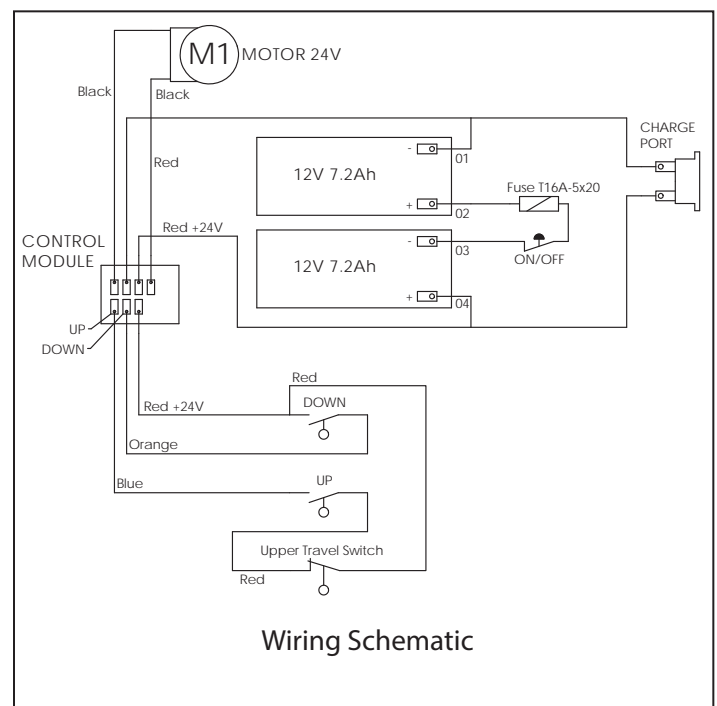 M1 MOTOR 24V
Black
Black
CHARGE
PORT
- 01
12V 7.2Ah
Red
Fuse T16A-5x20
+ 02
Red +24V
CONTROL
MODULE
- 03
12V 7.2Ah
ON/OFF
+ 04
UP
DOWN
Red
DOWN
Red +24V
Orange
UP
Blue
Upper Travel Switch
Red
Wiring Schematic